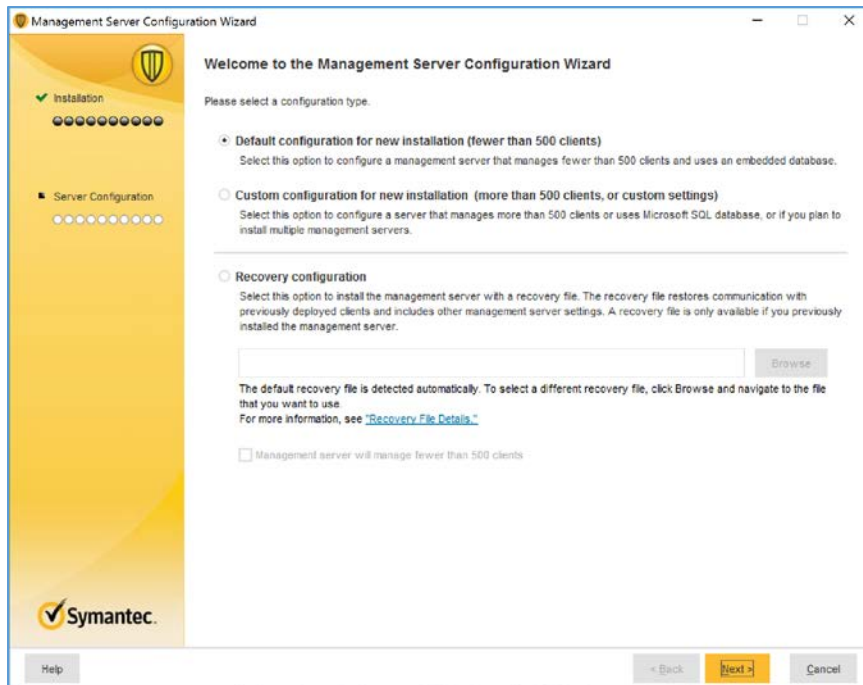 Management Server Configuration Wizard
Installation
Server Configuration
Welcome to the Management Server Configuration Wizard
Please select a configuration type.
Default configuration for new installation (fewer than 500 clients)
Select this option to configure a management server that manages fewer than 500 clients and uses an embedded database.
Custom configuration for new installation (more than 500 clients, or custom settings)
Select this option to configure a server that manages more than 500 clients or uses Microsoft SQL database, or if you plan to
install multiple management servers.
Recovery configuration
Select this option to install the management server with a recovery file. The recovery file restores communication with
previously deployed clients and includes other management server settings. A recovery file is only available if you previously
installed the management server.
Browse
The default recovery file is detected automatically. To select a different recovery file, click Browse and navigate to the file
that you want to use.
For more information, see "Recovery File Details."
Management server will manage fewer than 500 clients
Symantec.
Help
< Back
Next >
Cancel